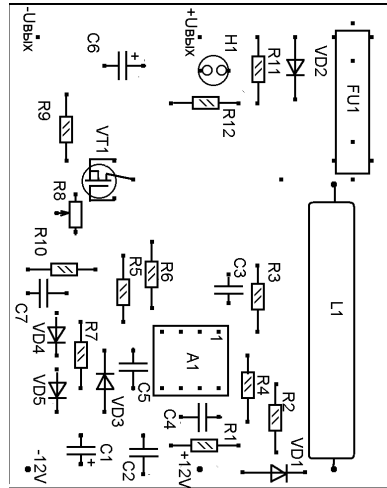 -Uвых
+Uвых
C6
H1
R11
VD2
FU1
R9
R12
VT1
R8
R10
R5
R6
C3
R3
L1
C7
VD4
R7
1
A1
VD5
VD3
C5
C4
R4
R2
R1
VD1
-12V
C1
C2
+12V
+
+